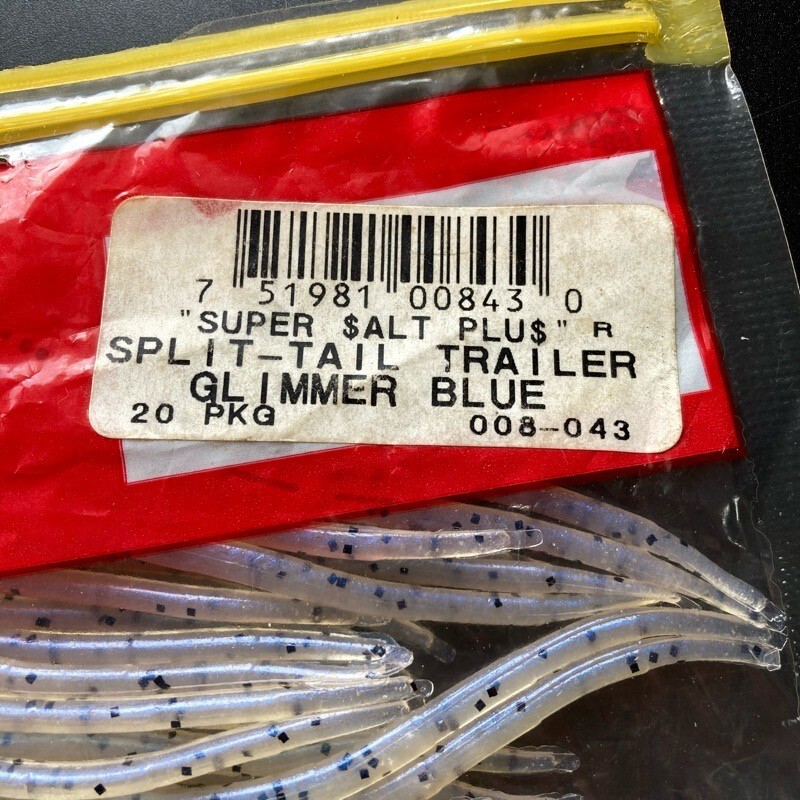 7 51981 00843 0
"SUPER $ALT PLU$" R
SPLIT-TAIL TRAILER
GLIMMER BLUE
20 PKG 008-043